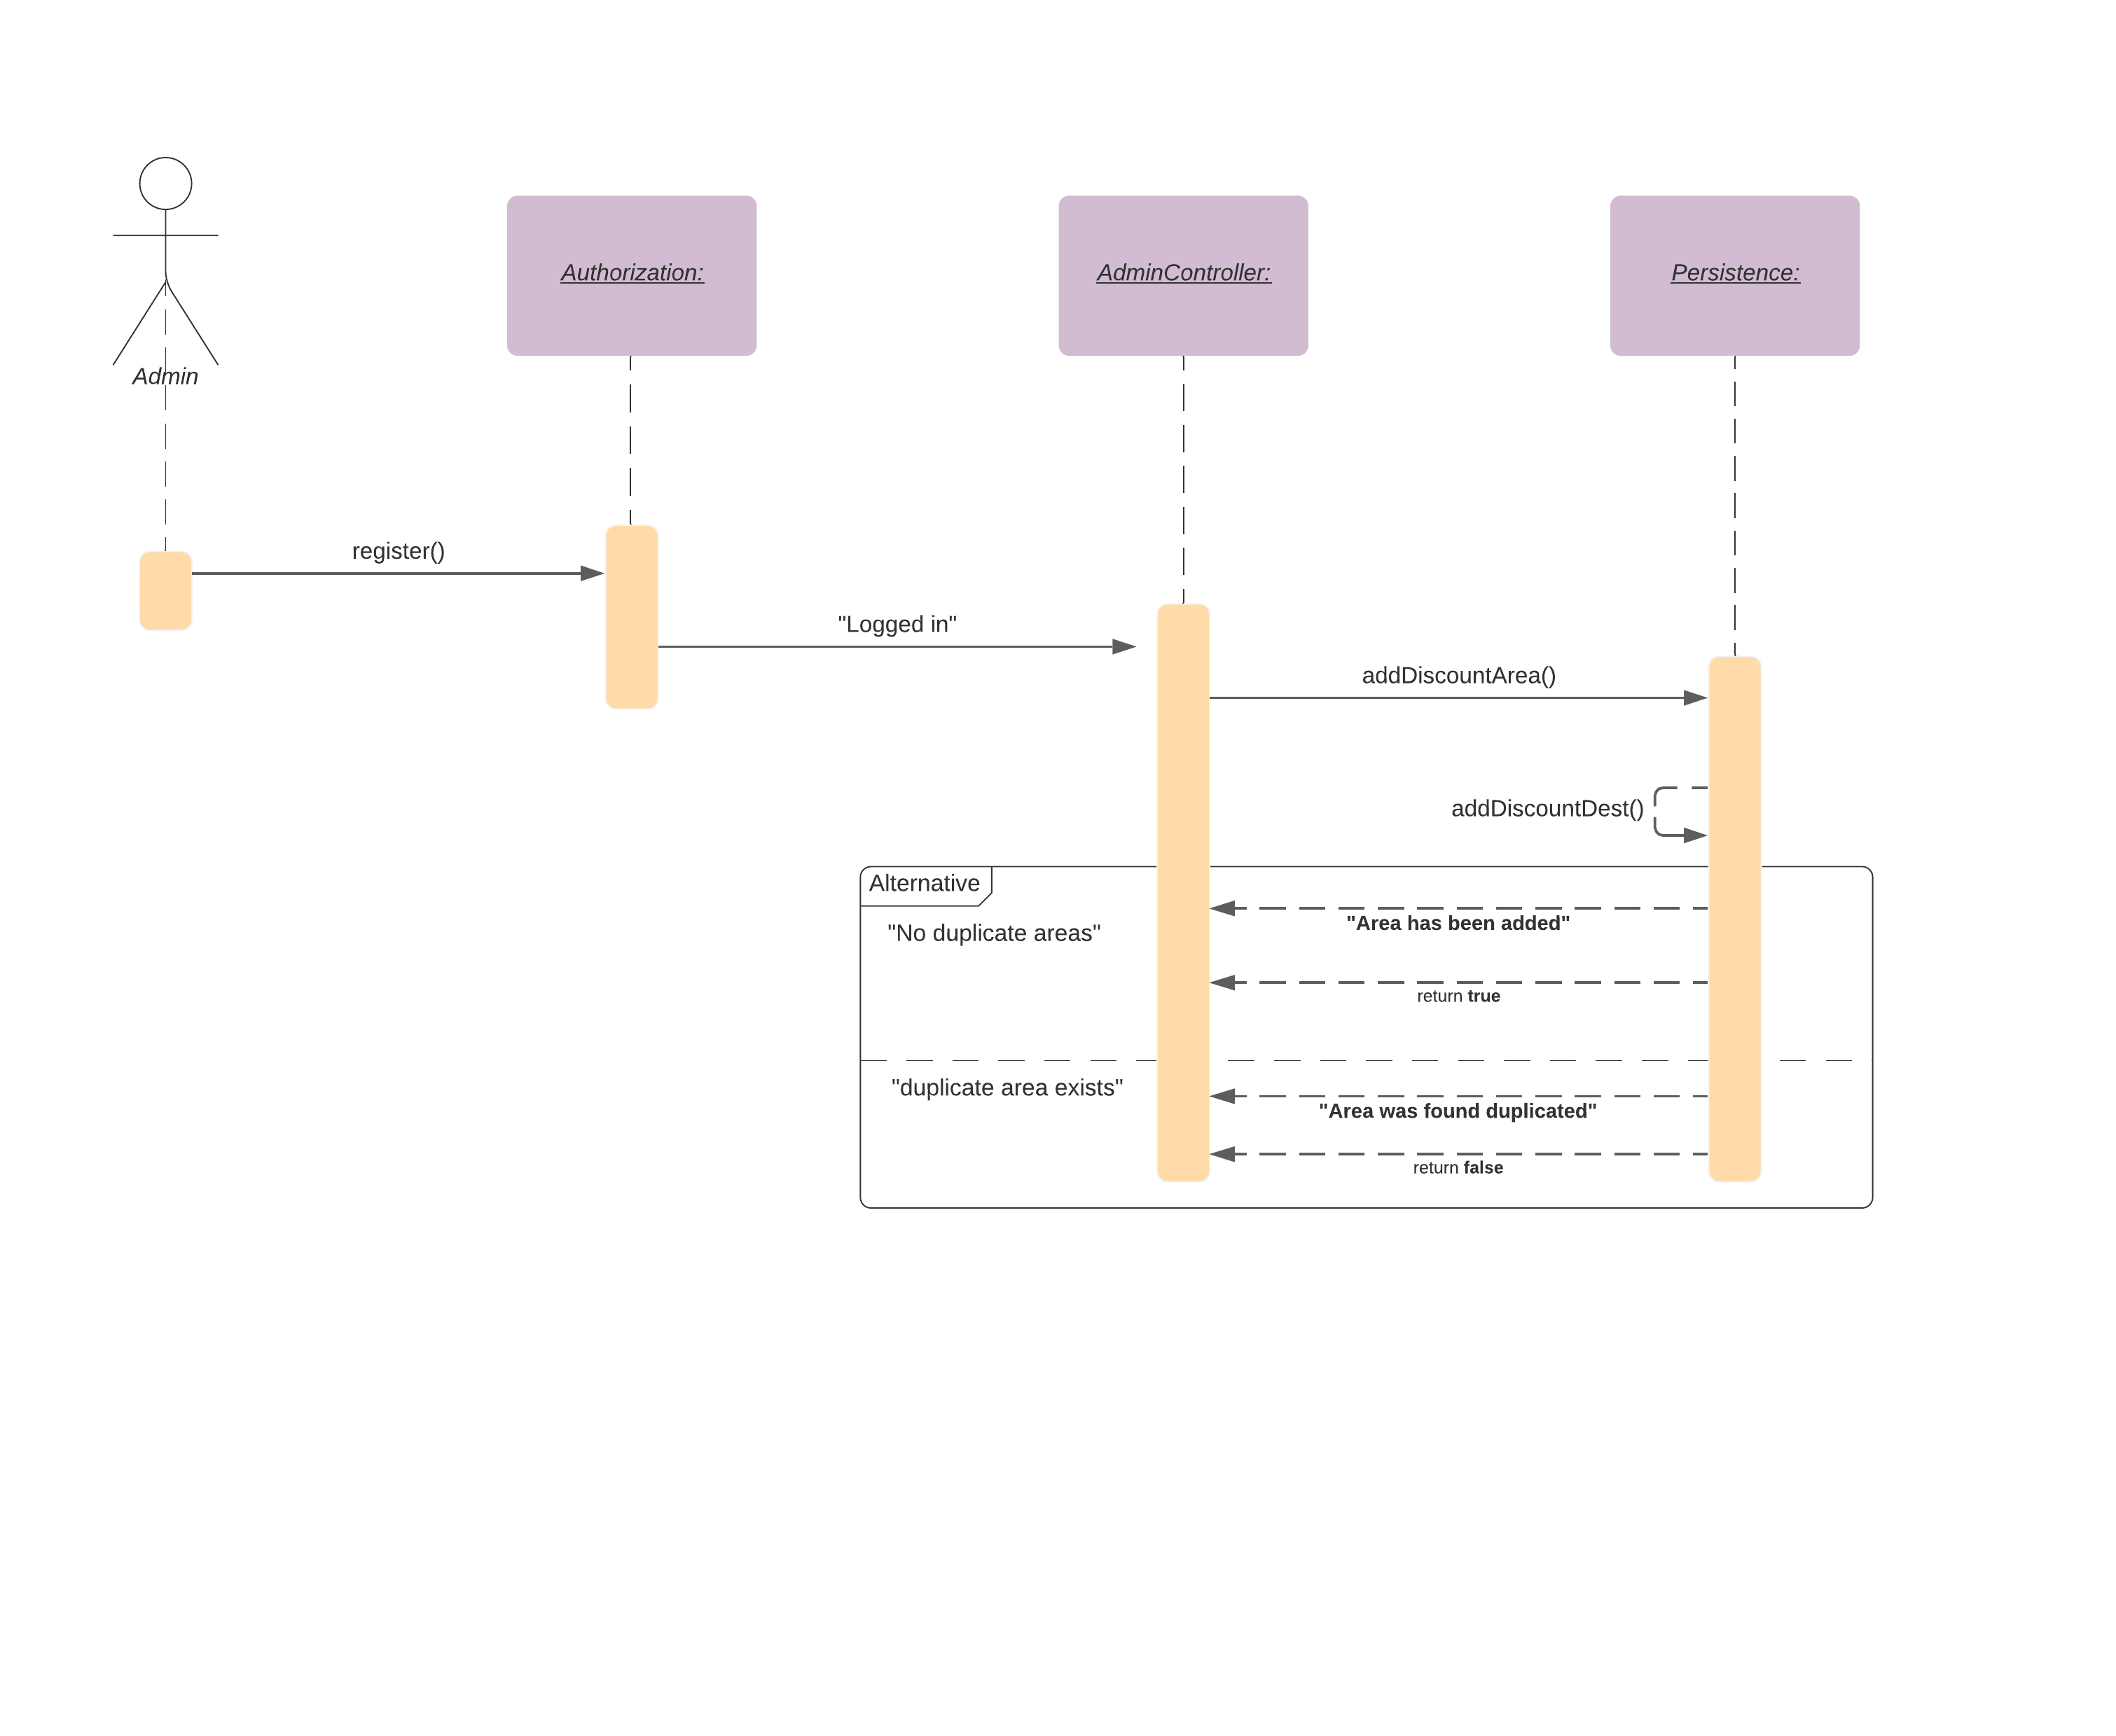 Authorization:
AdminController:
Persistence:
Admin
register()
"Logged in"
addDiscountArea()
addDiscountDest()
Alternative
"No duplicate areas"
"Area has been added"
return true
"duplicate area exists"
"Area was found duplicated"
return false